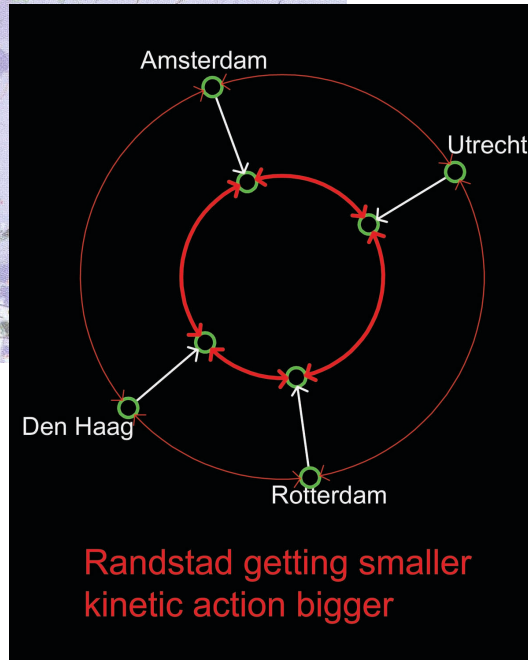 Amsterdam
Utrecht
Den Haag
Rotterdam
Randstad getting smaller
kinetic action bigger